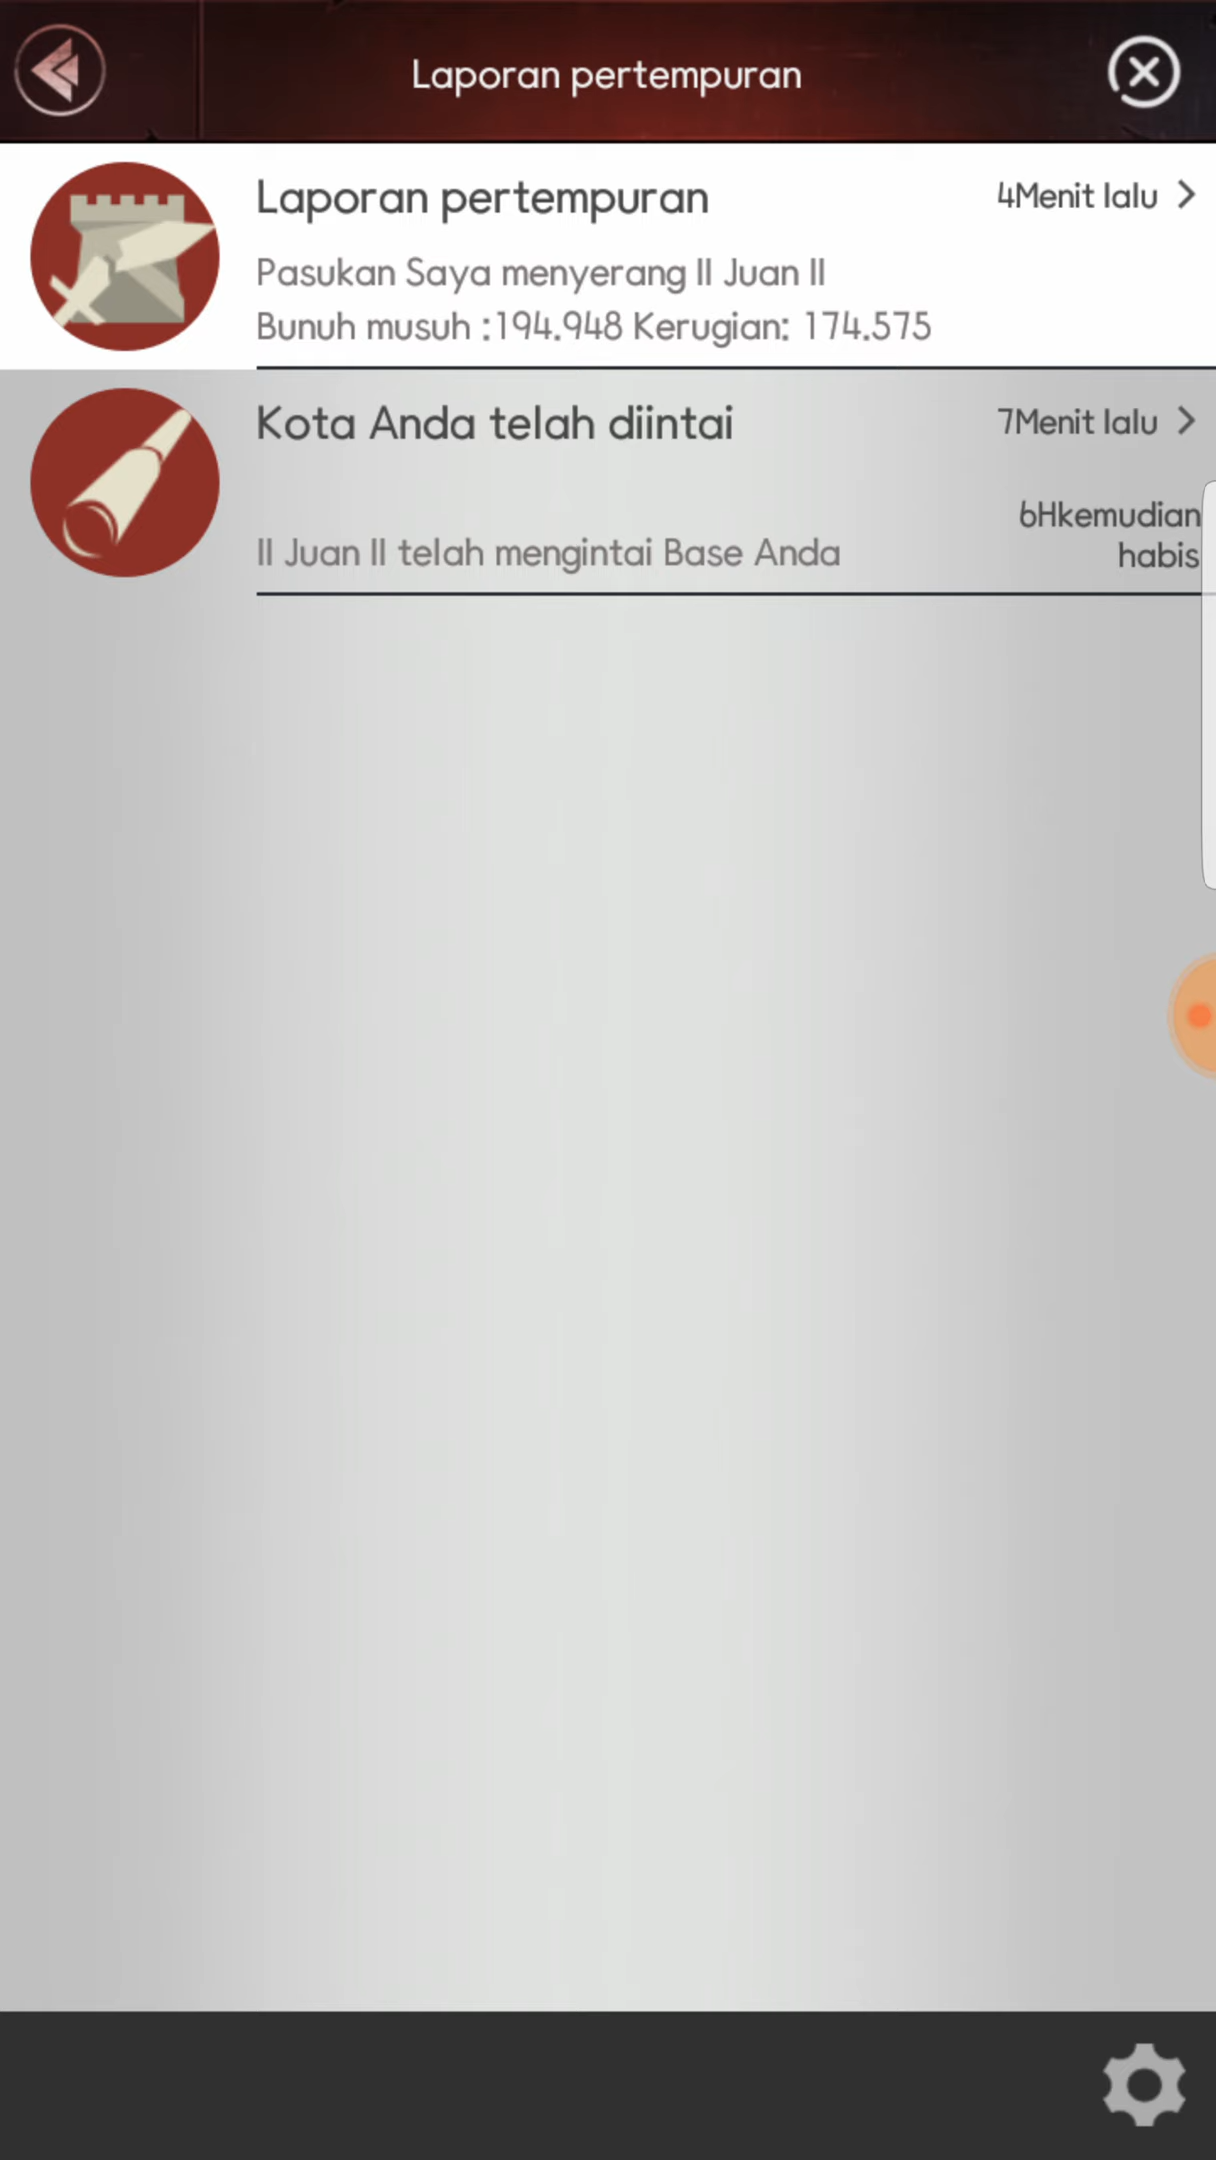 Laporan pertempuran
Laporan pertempuran
4Menit lalu
Pasukan Saya menyerang II Juan II
Bunuh musuh :194.948 Kerugian: 174.575
Kota Anda telah diintai
7Menit lalu
6Hkemudian
habis
II Juan II telah mengintai Base Anda